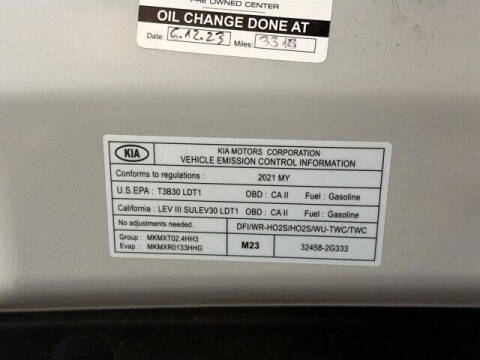 PRE OWNED CENTER
OIL CHANGE DONE AT
Date: 6.12.23 Miles:
KIA
KIA MOTORS CORPORATION
VEHICLE EMISSION CONTROL INFORMATION
Conforms to regulations : 2021 MY
U.S.EPA : T3B30 LDT1 OBD : CA II Fuel : Gasoline
California : LEV III SULEV30 LDT1 OBD : CA II Fuel : Gasoline
No adjustments needed. DFI/WR-HO2S/HO2S/WU-TWC/TWC
Group : MKMXT02.4HH3
Evap. : MKMXR0133HHG
M23 32458-2G333